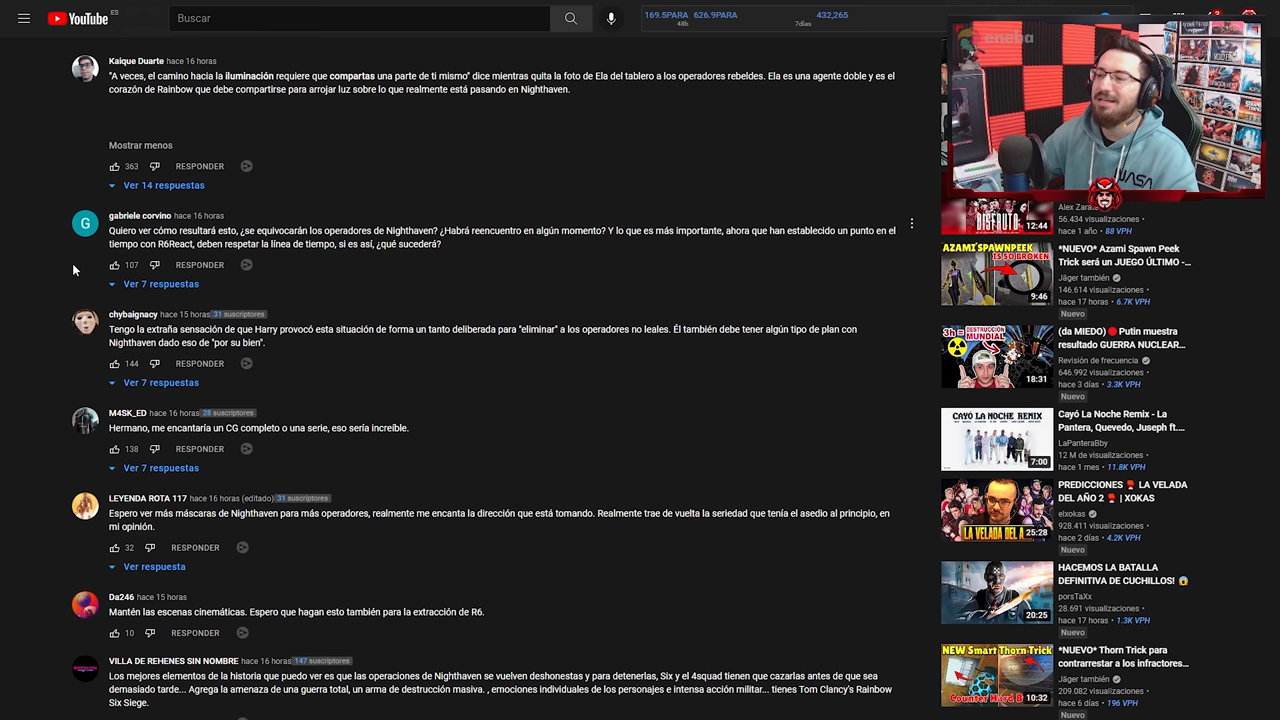 YouTube ES
Buscar
169.5PARA 626.9PARA
48h
432,265
7días
eneba
Kaique Duarte hace 16 horas
"A veces, el camino hacia la iluminación requiere que compartas una parte de ti mismo" dice mientras quita la foto de Ela del tablero a los operadores rebeldes. Ela es una agente doble y es el
corazón de Rainbow que debe compartirse para arrojar luz sobre lo que realmente está pasando en Nighthaven.
Mostrar menos
363 RESPONDER
Ver 14 respuestas
G
gabriele corvino hace 16 horas
Quiero ver cómo resultará esto, ¿se equivocarán los operadores de Nighthaven? ¿Habrá reencuentro en algún momento? Y lo que es más importante, ahora que han establecido un punto en el
tiempo con R6React, deben respetar la línea de tiempo, si es así, ¿qué sucederá?
107 RESPONDER
Ver 7 respuestas
chybaignacy hace 15 horas 31 suscriptores
Tengo la extraña sensación de que Harry provocó esta situación de forma un tanto deliberada para "eliminar" a los operadores no leales. Él también debe tener algún tipo de plan con
Nighthaven dado eso de "por su bien".
144 RESPONDER
Ver 7 respuestas
M4SK_ED hace 16 horas 28 suscriptores
Hermano, me encantaría un CG completo o una serie, eso sería increíble.
138 RESPONDER
Ver 7 respuestas
LEYENDA ROTA 117 hace 16 horas (editado) 31 suscriptores
Espero ver más máscaras de Nighthaven para más operadores, realmente me encanta la dirección que está tomando. Realmente trae de vuelta la seriedad que tenía el asedio al principio, en
mi opinión.
32 RESPONDER
Ver respuesta
Da246 hace 15 horas
Mantén las escenas cinemáticas. Espero que hagan esto también para la extracción de R6.
10 RESPONDER
VILLA DE REHENES SIN NOMBRE hace 16 horas 147 suscriptores
Los mejores elementos de la historia que puedo ver es que las operaciones de Nighthaven se vuelven deshonestas y para detenerlas, Six y el 4squad tienen que cazarlas antes de que sea
demasiado tarde... Agrega la amenaza de una guerra total, un arma de destrucción masiva. , emociones individuales de los personajes e intensa acción militar... tienes Tom Clancy's Rainbow
Six Siege.
NASA
DISFRUTO
12:44
Alex Zara
56.434 visualizaciones •
hace 1 año • 88 VPH
AZAMI SPAWNPEEK
IS SO BROKEN
9:46
*NUEVO* Azami Spawn Peek
Trick será un JUEGO ÚLTIMO -...
Jäger también
146.614 visualizaciones •
hace 17 horas • 6.7K VPH
Nuevo
3h = DESTRUCCIÓN
MUNDIAL
18:31
(da MIEDO) Putin muestra
resultado GUERRA NUCLEAR...
Revisión de frecuencia
646.992 visualizaciones •
hace 3 días • 3.3K VPH
Nuevo
CAYÓ LA NOCHE REMIX
7:00
Cayó La Noche Remix - La
Pantera, Quevedo, Juseph ft....
LaPanteraBby
12 M de visualizaciones •
hace 1 mes • 11.8K VPH
LA VELADA DEL A
25:28
PREDICCIONES LA VELADA
DEL AÑO 2 | XOKAS
elxokas
928.411 visualizaciones •
hace 2 días • 4.2K VPH
Nuevo
20:25
HACEMOS LA BATALLA
DEFINITIVA DE CUCHILLOS!
porsTaXx
28.691 visualizaciones •
hace 17 horas • 1.3K VPH
Nuevo
NEW Smart Thorn Trick
Counter Hard B
10:32
*NUEVO* Thorn Trick para
contrarrestar a los infractores...
Jäger también
209.082 visualizaciones •
hace 6 días • 196 VPH
Nuevo